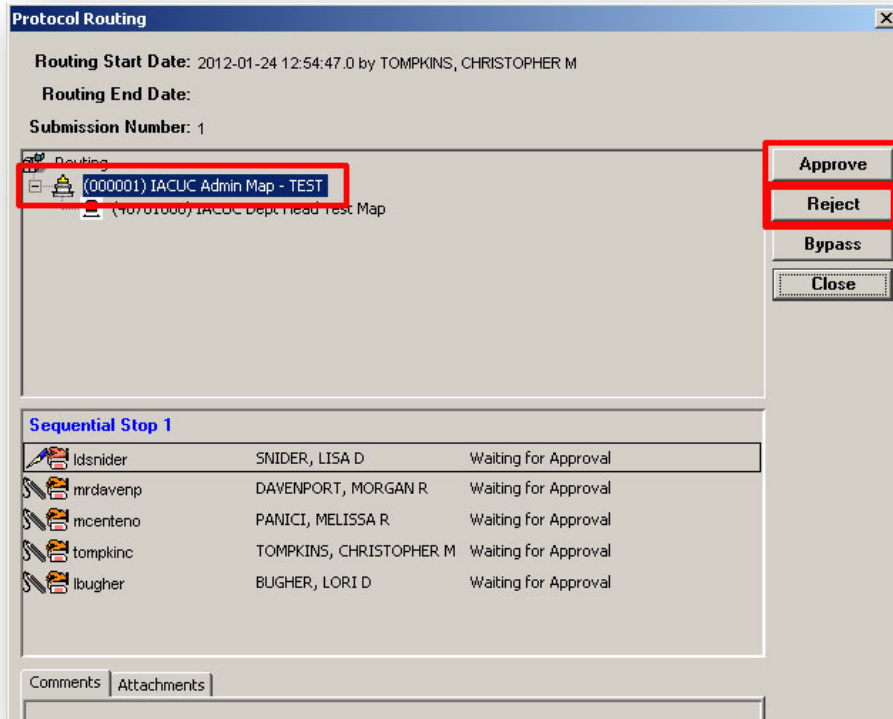 Protocol Routing
Routing Start Date: 2012-01-24 12:54:47.0 by TOMPKINS, CHRISTOPHER M
Routing End Date:
Submission Number: 1
Routing
(000001) IACUC Admin Map - TEST
(40701000) IACUC Dept Head Test Map
Approve
Reject
Bypass
Close
Sequential Stop 1
ldsnider SNIDER, LISA D Waiting for Approval
mrdavenp DAVENPORT, MORGAN R Waiting for Approval
mcenteno PANICI, MELISSA R Waiting for Approval
tompkinc TOMPKINS, CHRISTOPHER M Waiting for Approval
lbugher BUGHER, LORI D Waiting for Approval
Comments Attachments